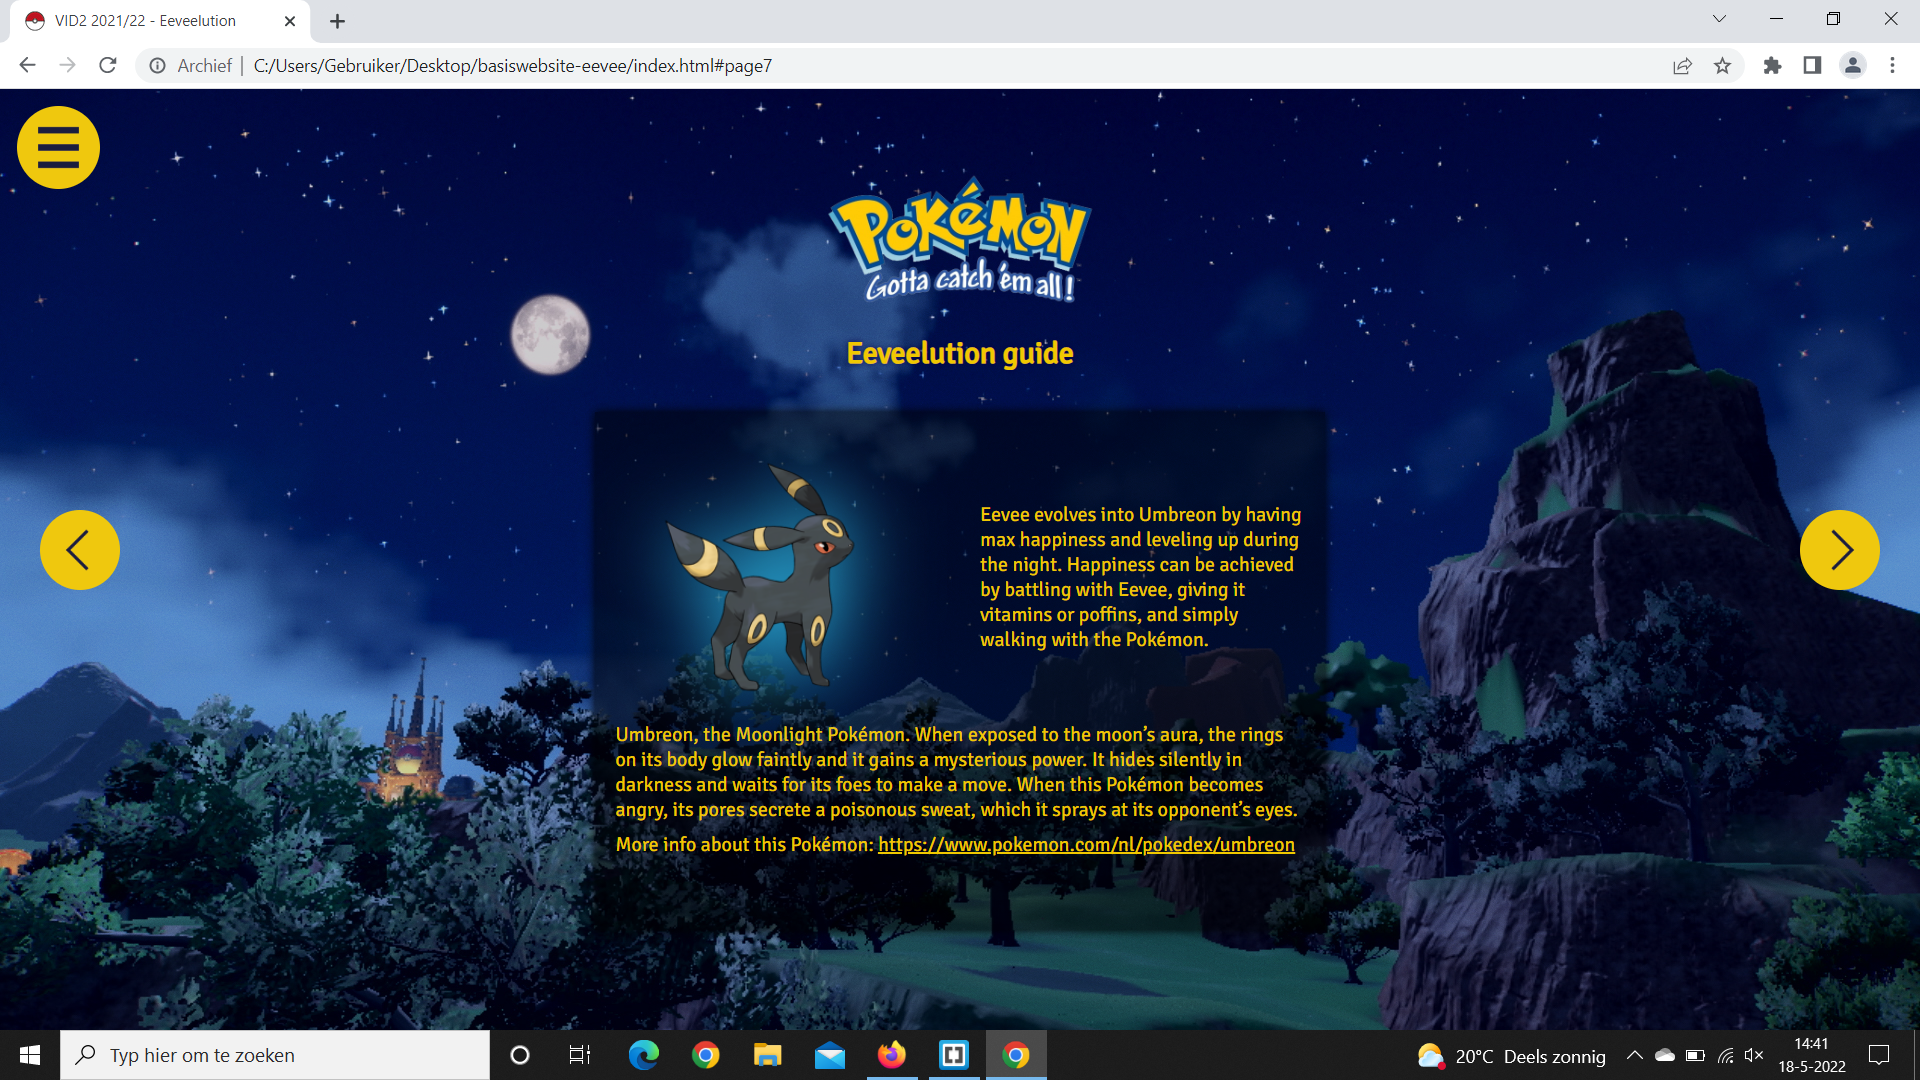 VID2 2021/22 - Eeveelution
Archief | C:/Users/Gebruiker/Desktop/basiswebsite-eevee/index.html#page7
POKéMON
Gotta catch 'em all!
Eeveelution guide
Eevee evolves into Umbreon by having
max happiness and leveling up during
the night. Happiness can be achieved
by battling with Eevee, giving it
vitamins or poffins, and simply
walking with the Pokémon.
Umbreon, the Moonlight Pokémon. When exposed to the moon’s aura, the rings
on its body glow faintly and it gains a mysterious power. It hides silently in
darkness and waits for its foes to make a move. When this Pokémon becomes
angry, its pores secrete a poisonous sweat, which it sprays at its opponent’s eyes.
More info about this Pokémon: https://www.pokemon.com/nl/pokedex/umbreon
Typ hier om te zoeken
20°C Deels zonnig
14:41
18-5-2022